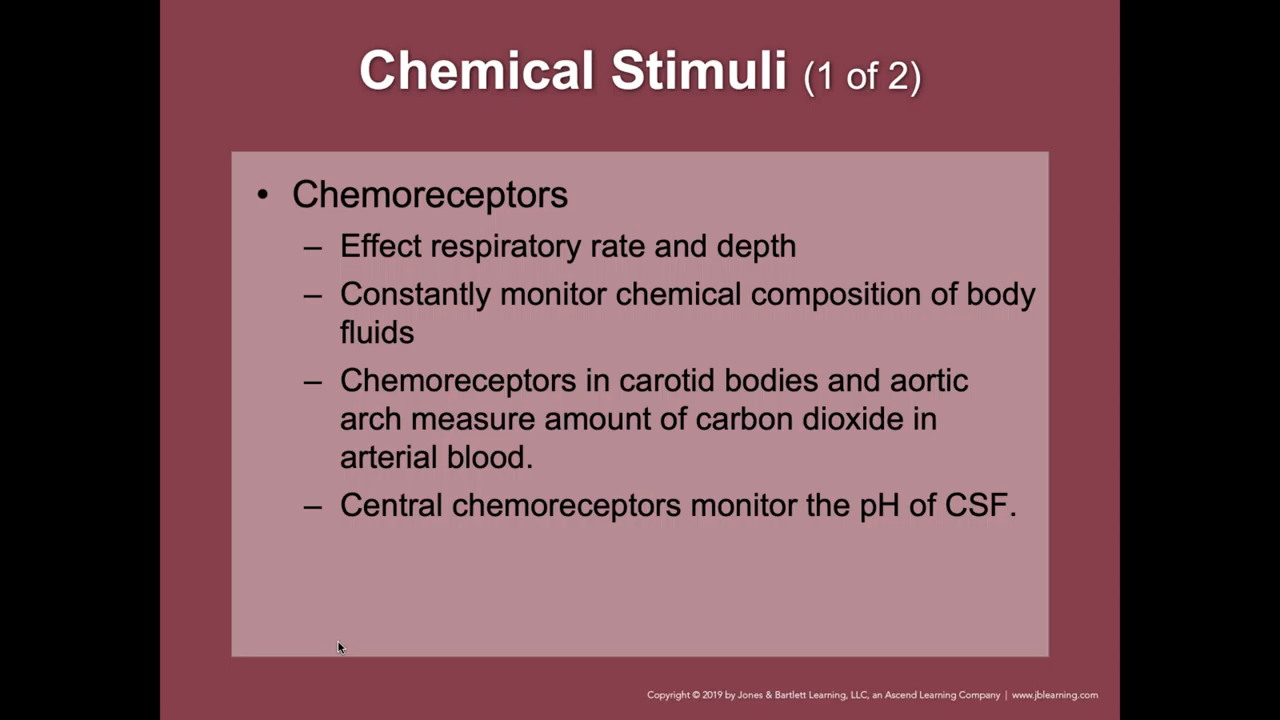 Chemical Stimuli (1 of 2)
• Chemoreceptors
– Effect respiratory rate and depth
– Constantly monitor chemical composition of body
fluids
– Chemoreceptors in carotid bodies and aortic
arch measure amount of carbon dioxide in
arterial blood.
– Central chemoreceptors monitor the pH of CSF.
Copyright © 2019 by Jones & Bartlett Learning, LLC, an Ascend Learning Company | www.jblearning.com